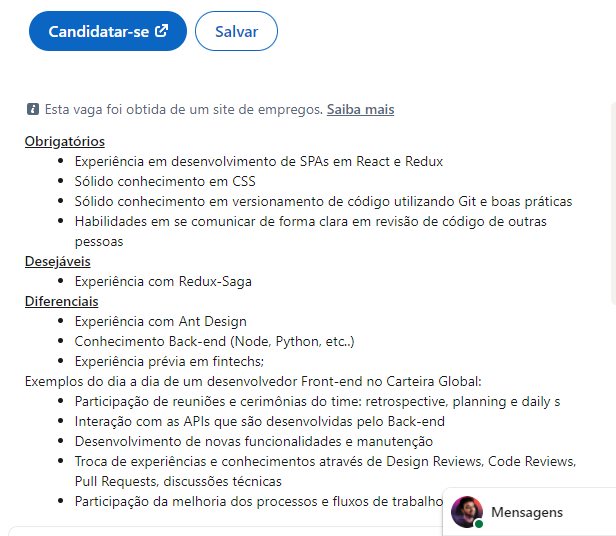 Candidatar-se Salvar
Esta vaga foi obtida de um site de empregos. Saiba mais
Obrigatórios
• Experiência em desenvolvimento de SPAs em React e Redux
• Sólido conhecimento em CSS
• Sólido conhecimento em versionamento de código utilizando Git e boas práticas
• Habilidades em se comunicar de forma clara em revisão de código de outras
pessoas
Desejáveis
• Experiência com Redux-Saga
Diferenciais
• Experiência com Ant Design
• Conhecimento Back-end (Node, Python, etc..)
• Experiência prévia em fintechs;
Exemplos do dia a dia de um desenvolvedor Front-end no Carteira Global:
• Participação de reuniões e cerimônias do time: retrospective, planning e daily s
• Interação com as APIs que são desenvolvidas pelo Back-end
• Desenvolvimento de novas funcionalidades e manutenção
• Troca de experiências e conhecimentos através de Design Reviews, Code Reviews,
Pull Requests, discussões técnicas
• Participação da melhoria dos processos e fluxos de trabalho
Mensagens